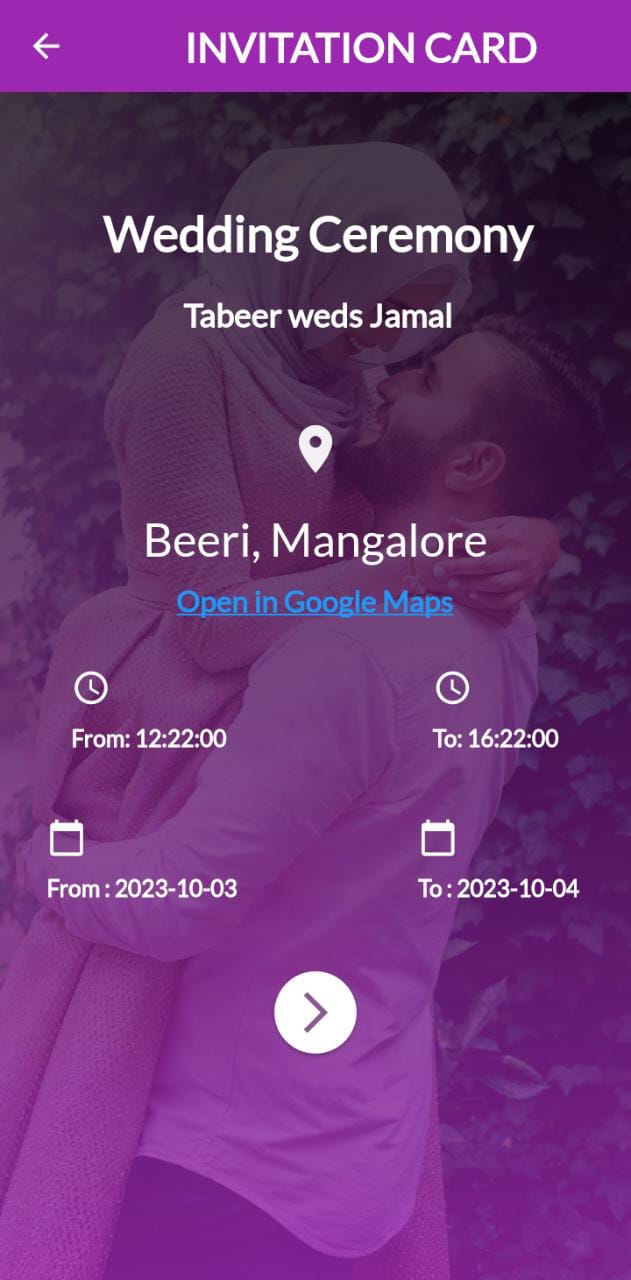 INVITATION CARD
Wedding Ceremony
Tabeer weds Jamal
Beeri, Mangalore
Open in Google Maps
From: 12:22:00 To: 16:22:00
From : 2023-10-03 To : 2023-10-04